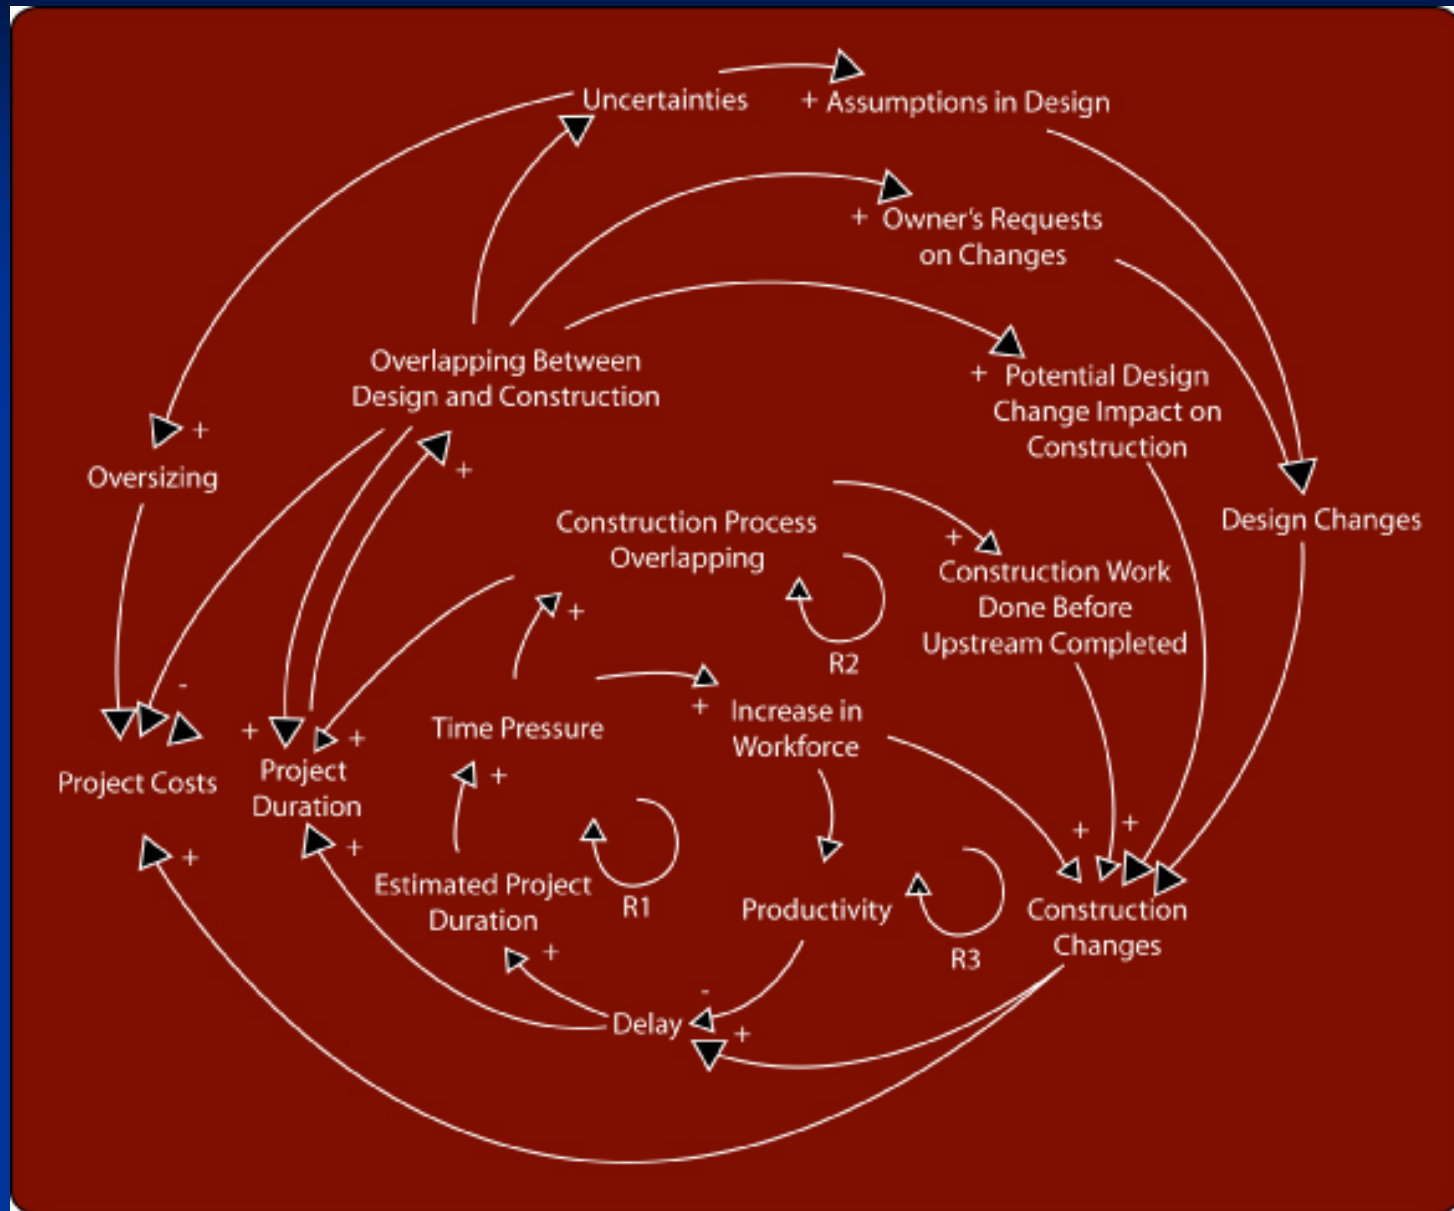 Uncertainties
+ Assumptions in Design
+ Owner's Requests
on Changes
Overlapping Between
Design and Construction
+
+ Potential Design
Change Impact on
Construction
+
Oversizing
Design Changes
Construction Process
Overlapping
+
+
Construction Work
Done Before
Upstream Completed
R2
-
+
+
Time Pressure
+
Increase in
Workforce
Project Costs
Project
Duration
+
+
+
+
+
+
Estimated Project
Duration
R1
Productivity
R3
Construction
Changes
+
-
Delay
+